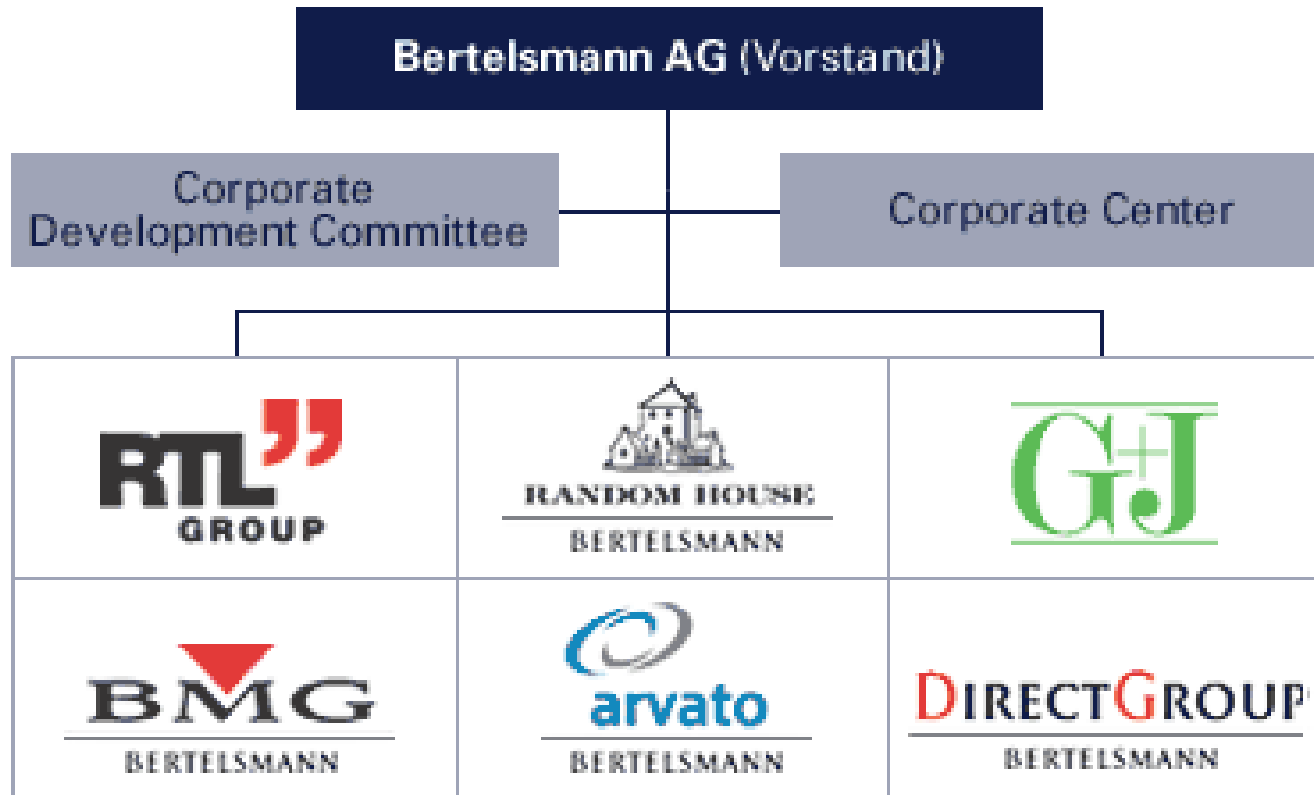 Bertelsmann AG (Vorstand)
Corporate
Development Committee
Corporate Center
RTL
GROUP
RANDOM HOUSE
BERTELSMANN
G+J
BMG
BERTELSMANN
arvato
BERTELSMANN
DIRECTGROUP
BERTELSMANN